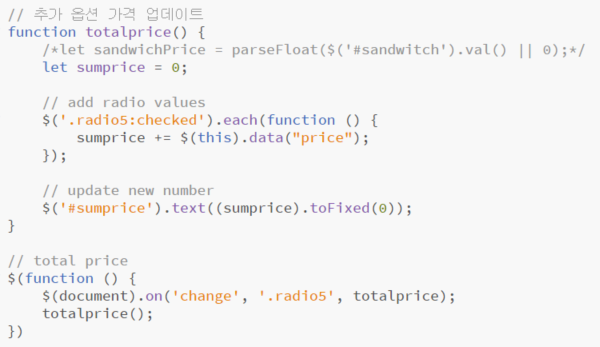 // 추가 옵션 가격 업데이트
function totalprice() {
    /*let sandwichPrice = parseFloat($('#sandwitch').val() || 0);*/
    let sumprice = 0;

    // add radio values
    $('.radio5:checked').each(function () {
        sumprice += $(this).data("price");
    });

    // update new number
    $('#sumprice').text((sumprice).toFixed(0));
}

// total price
$(function () {
    $(document).on('change', '.radio5', totalprice);
    totalprice();
})